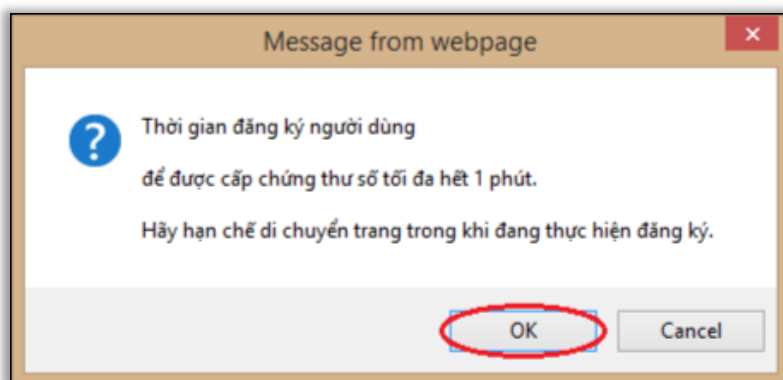 Message from webpage
Thời gian đăng ký người dùng
để được cấp chứng thư số tối đa hết 1 phút.
Hãy hạn chế di chuyển trang trong khi đang thực hiện đăng ký.
OK Cancel